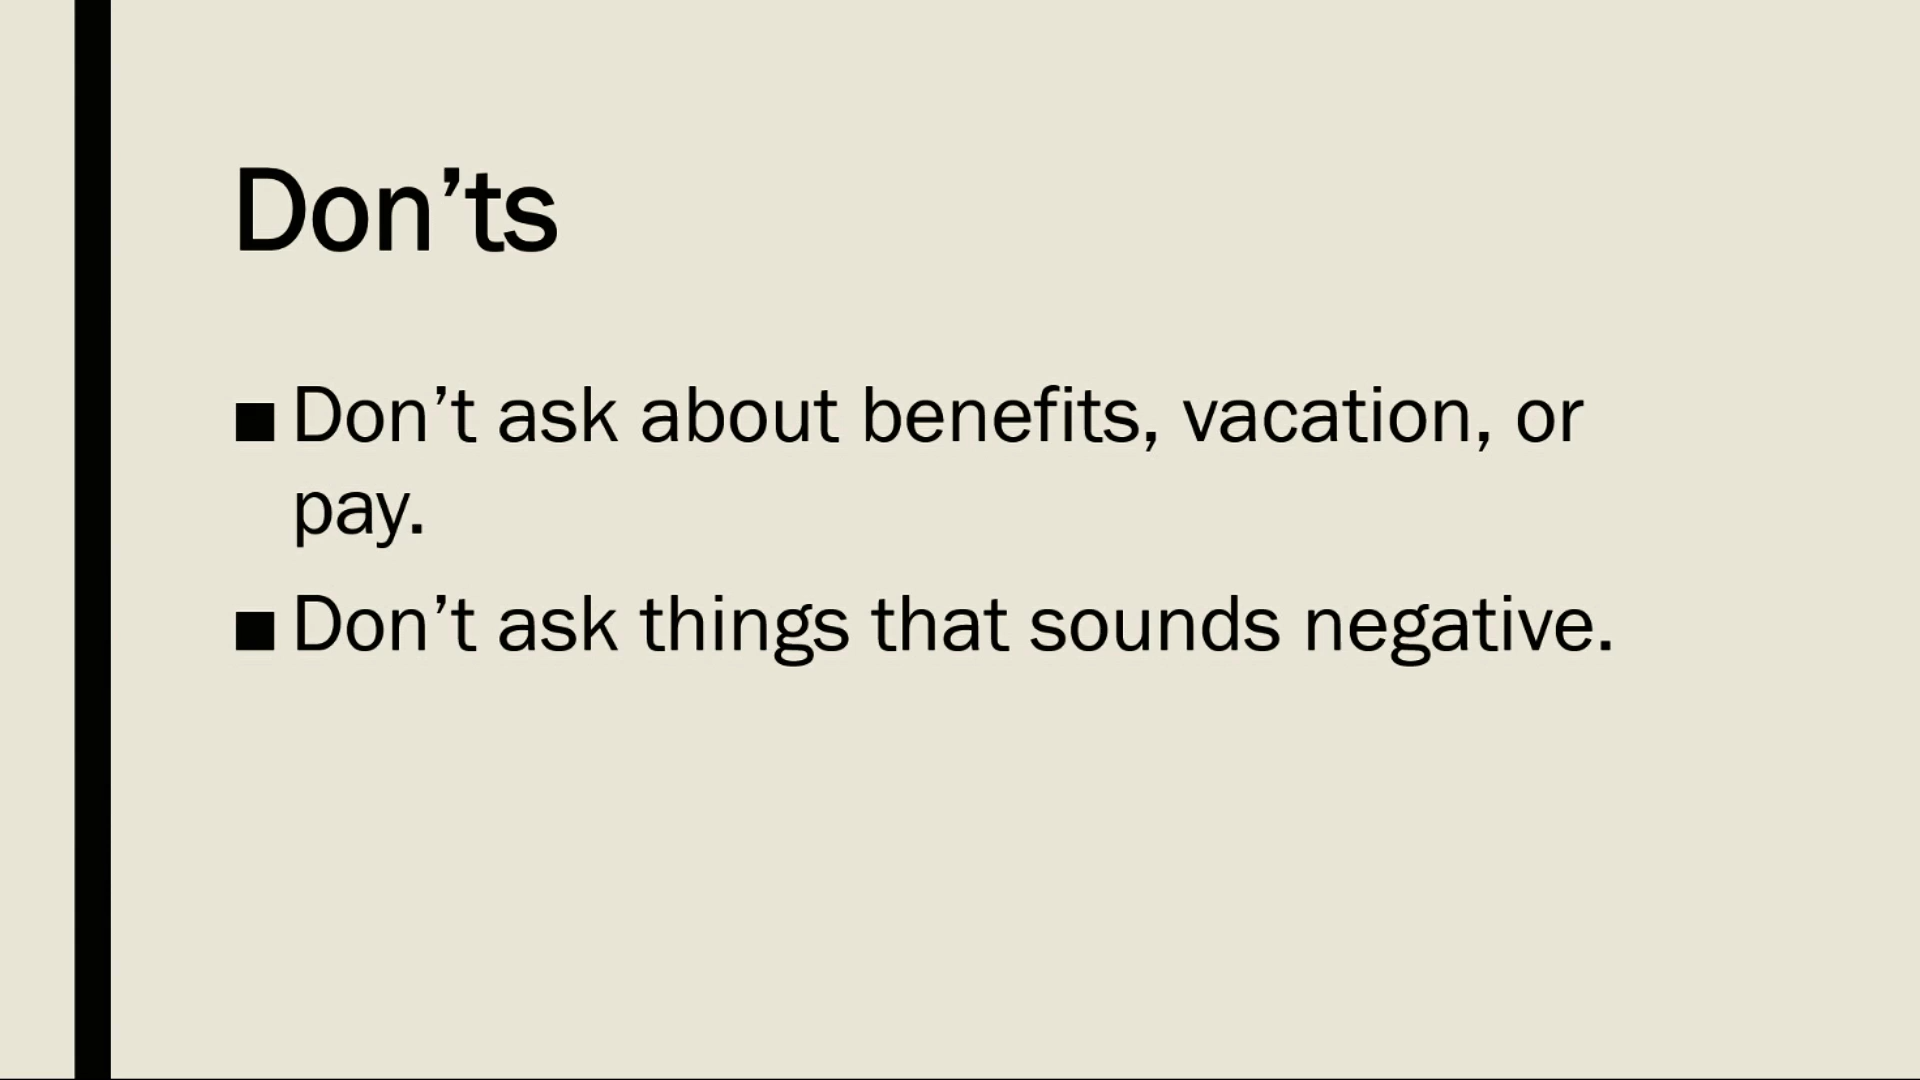 Don’ts
■ Don’t ask about benefits, vacation, or
pay.
■ Don’t ask things that sounds negative.